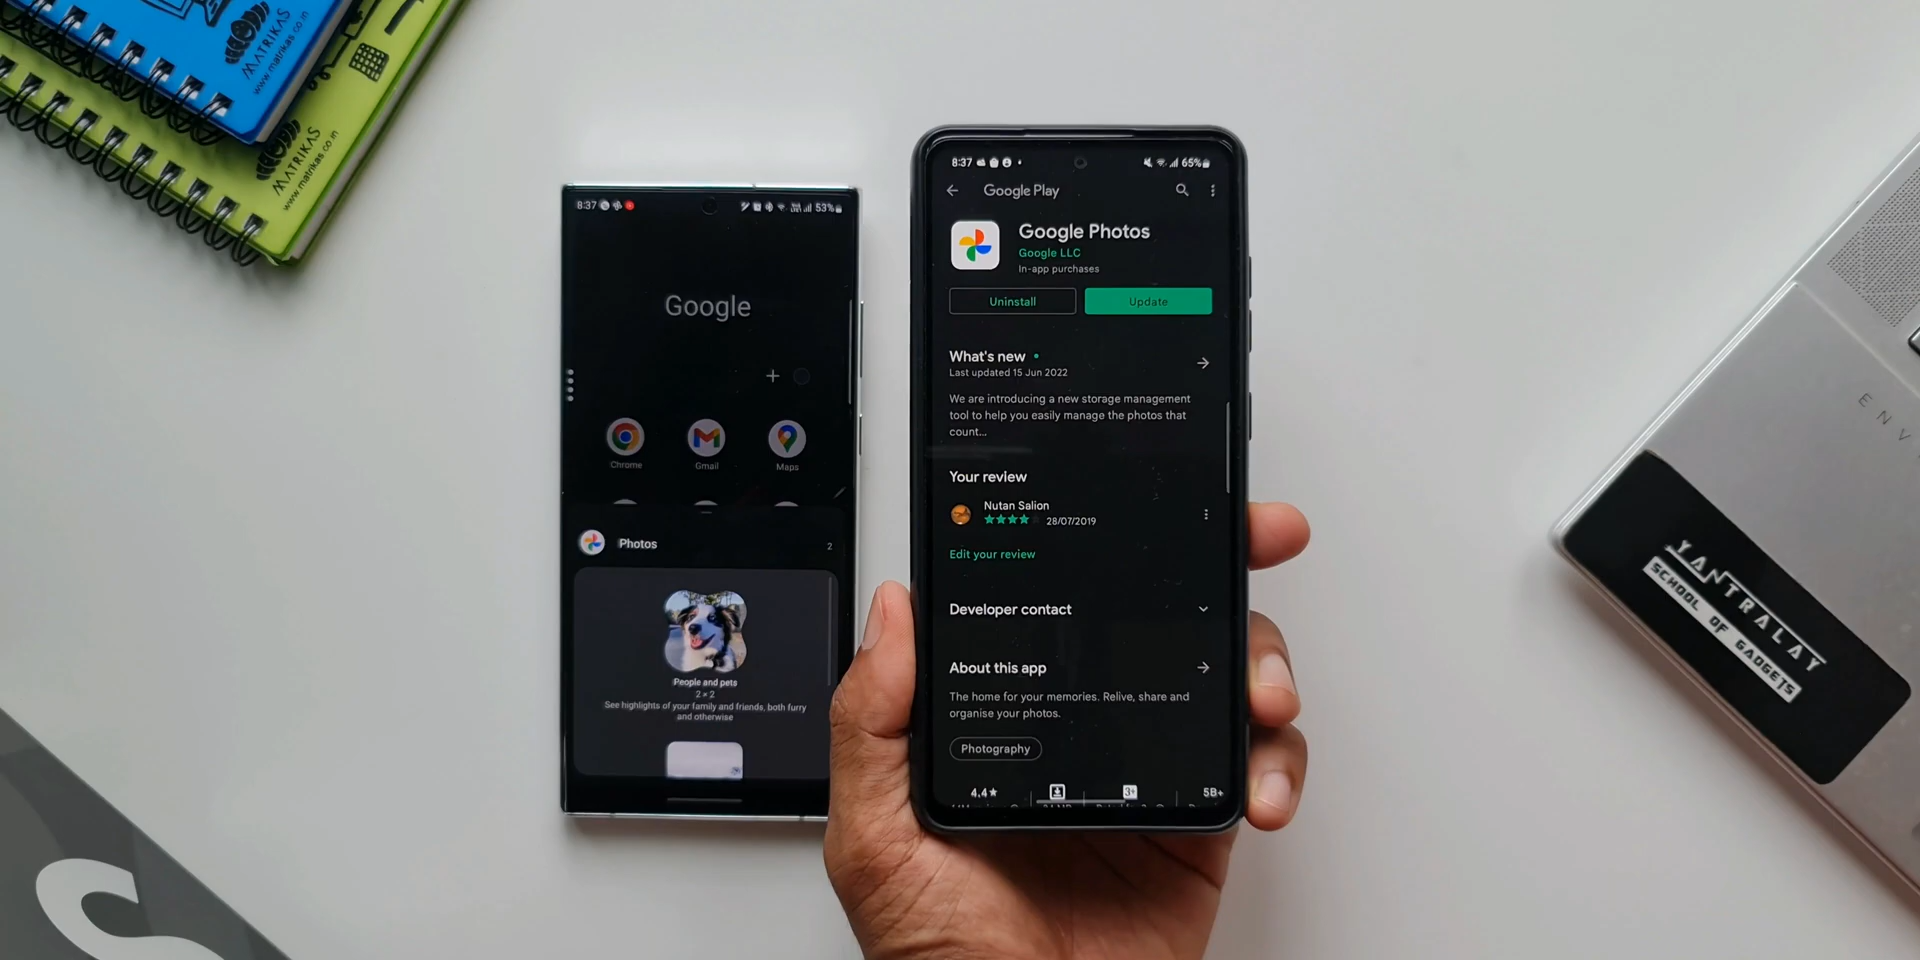 MATRIKAS
www.matrikas.co.in
MATRIKAS
www.matrikas.co.in
8:37
53%
Google
Chrome
Gmail
Maps
Photos
2
People and pets
2 × 2
See highlights of your family and friends, both furry
and otherwise
8:37
65%
Google Play
Google Photos
Google LLC
In-app purchases
Uninstall
Update
What's new
Last updated 15 Jun 2022
We are introducing a new storage management
tool to help you easily manage the photos that
count...
Your review
Nutan Salion
28/07/2019
Edit your review
Developer contact
About this app
The home for your memories. Relive, share and
organise your photos.
Photography
4.4★
3+
5B+
ENV
YANTRALAY
SCHOOL OF GADGETS
S